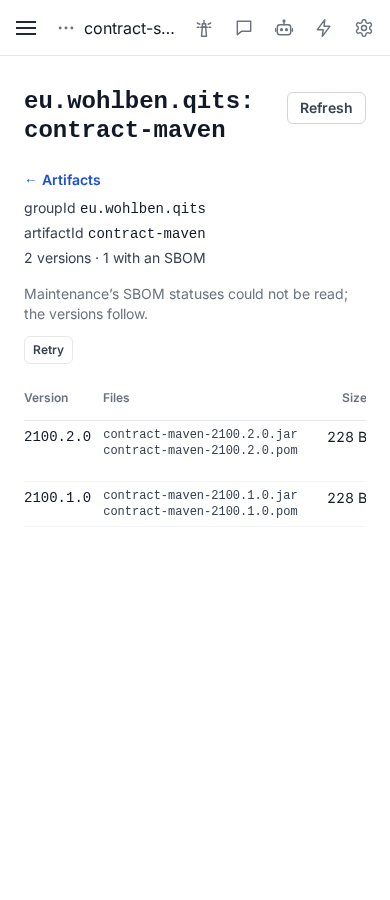 contract-s...
eu.wohlben.qits:
contract-maven
Refresh
← Artifacts
groupId eu.wohlben.qits
artifactId contract-maven
2 versions · 1 with an SBOM
Maintenance's SBOM statuses could not be read;
the versions follow.
Retry
Version Files Size
2100.2.0 contract-maven-2100.2.0.jar 228 B
contract-maven-2100.2.0.pom
2100.1.0 contract-maven-2100.1.0.jar 228 B
contract-maven-2100.1.0.pom